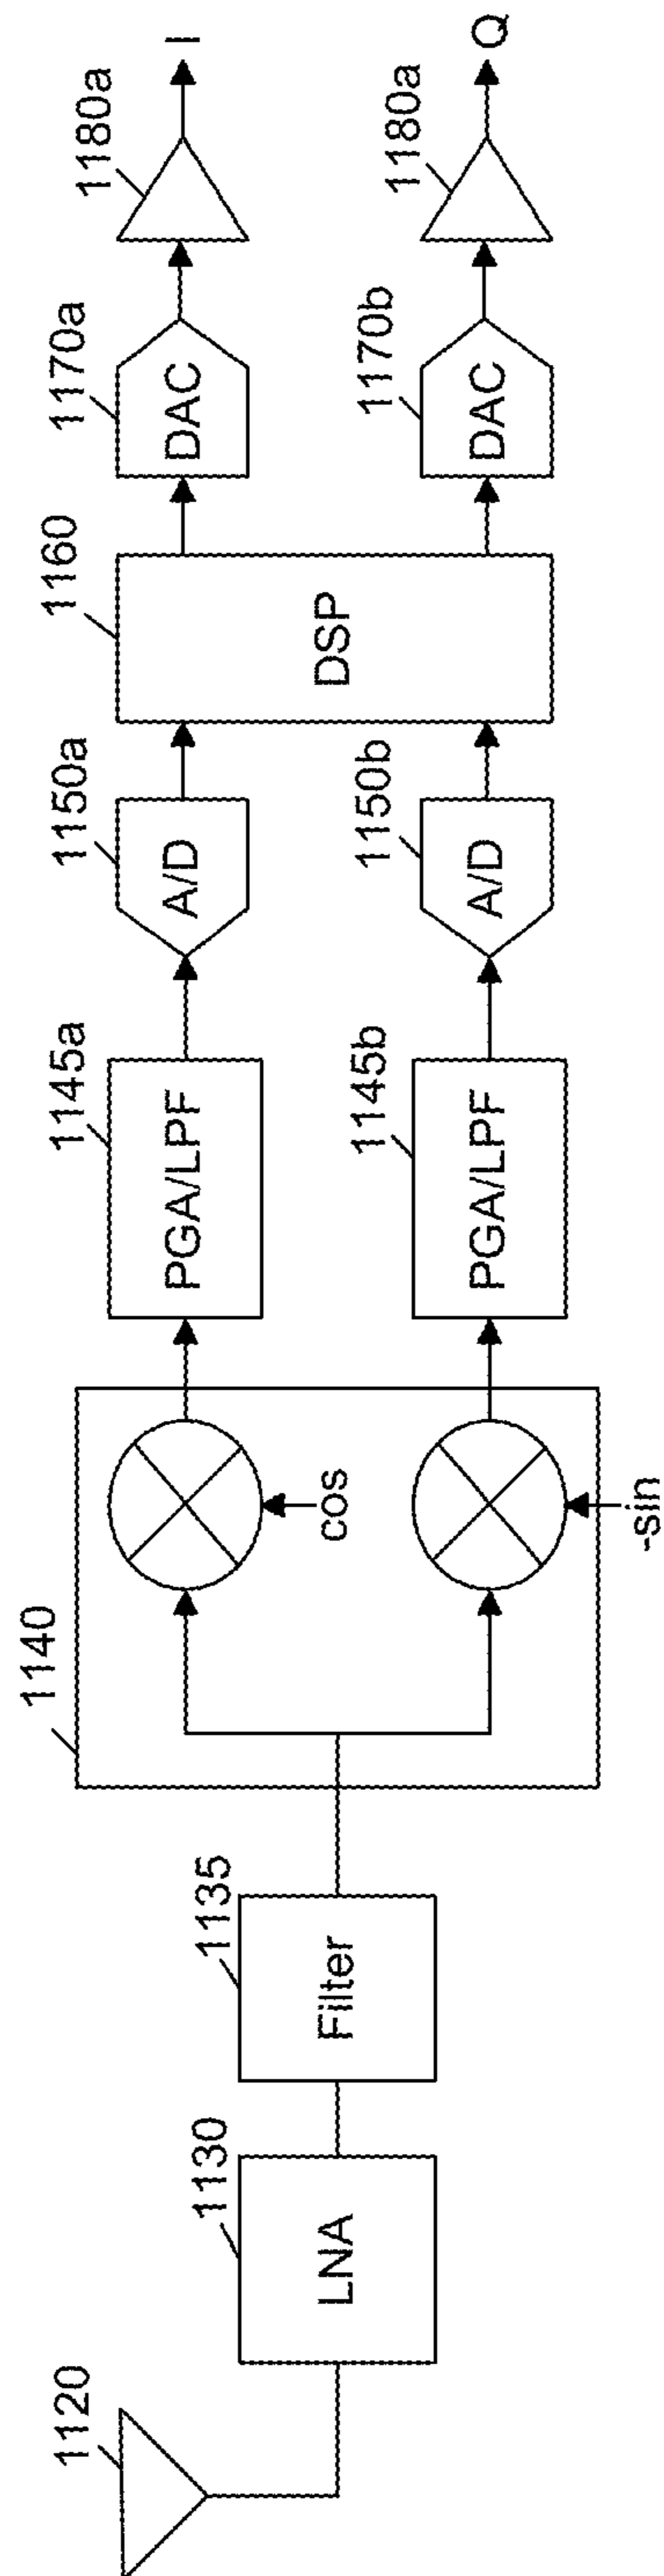 1120
1130
LNA
1135
Filter
1140
cos
-sin
1145a
PGA/LPF
1145b
PGA/LPF
1150a
A/D
1150b
A/D
1160
DSP
1170a
DAC
1170b
DAC
1180a
I
1180a
Q